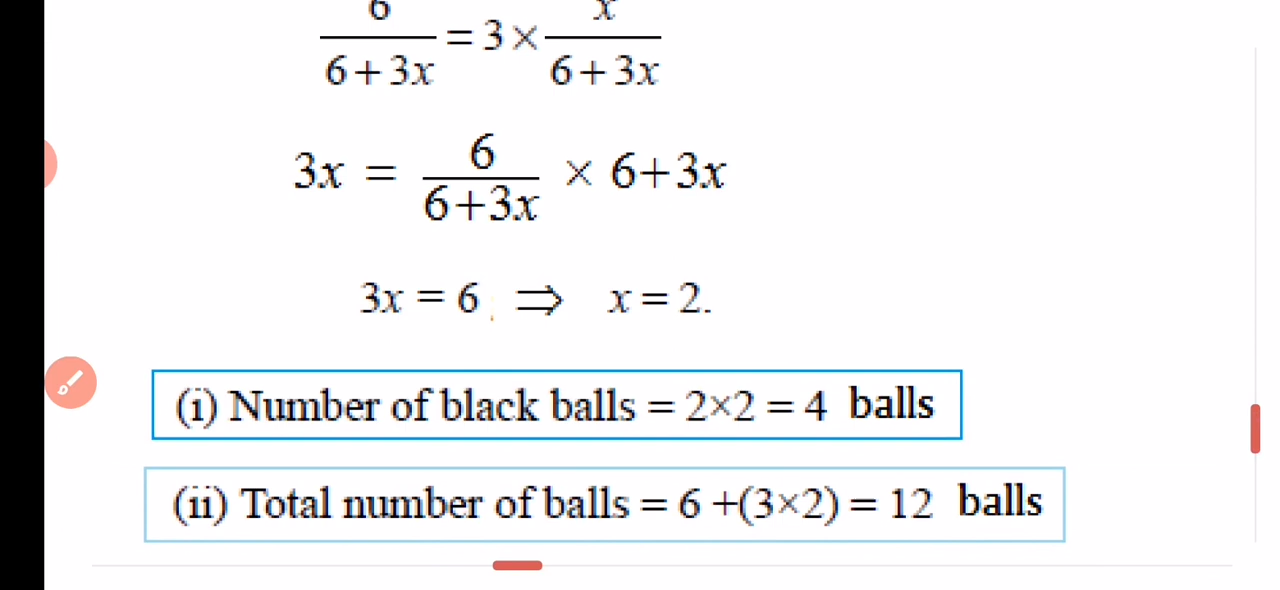 6/(6+3x) = 3 × x/(6+3x)
3x = 6/(6+3x) × 6+3x
3x = 6 ⇒ x = 2.
(i) Number of black balls = 2×2 = 4 balls
(ii) Total number of balls = 6 +(3×2) = 12 balls